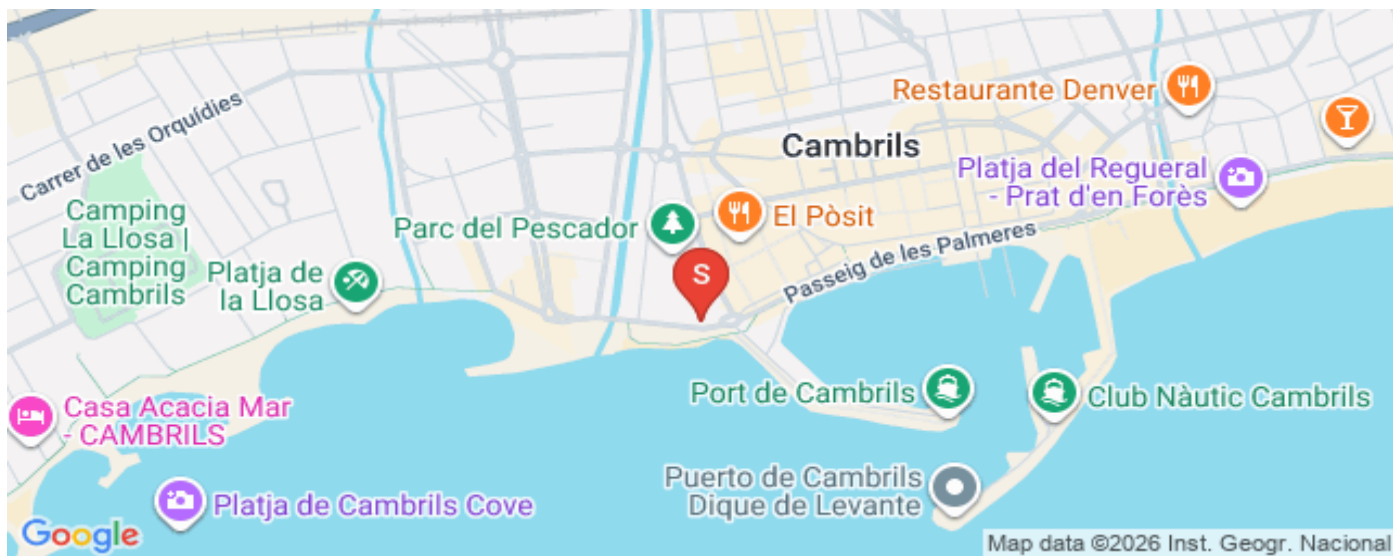 Restaurante Denver
Carrer de les Orquídies
Cambrils
Platja del Regueral
- Prat d'en Forès
Camping
La Llosa |
Camping
Cambrils
Parc del Pescador
El Pòsit
Platja de
la Llosa
S
Passeig de les Palmeres
Port de Cambrils
Club Nàutic Cambrils
Casa Acacia Mar
- CAMBRILS
Puerto de Cambrils
Dique de Levante
Platja de Cambrils Cove
Google
Map data ©2026 Inst. Geogr. Nacional